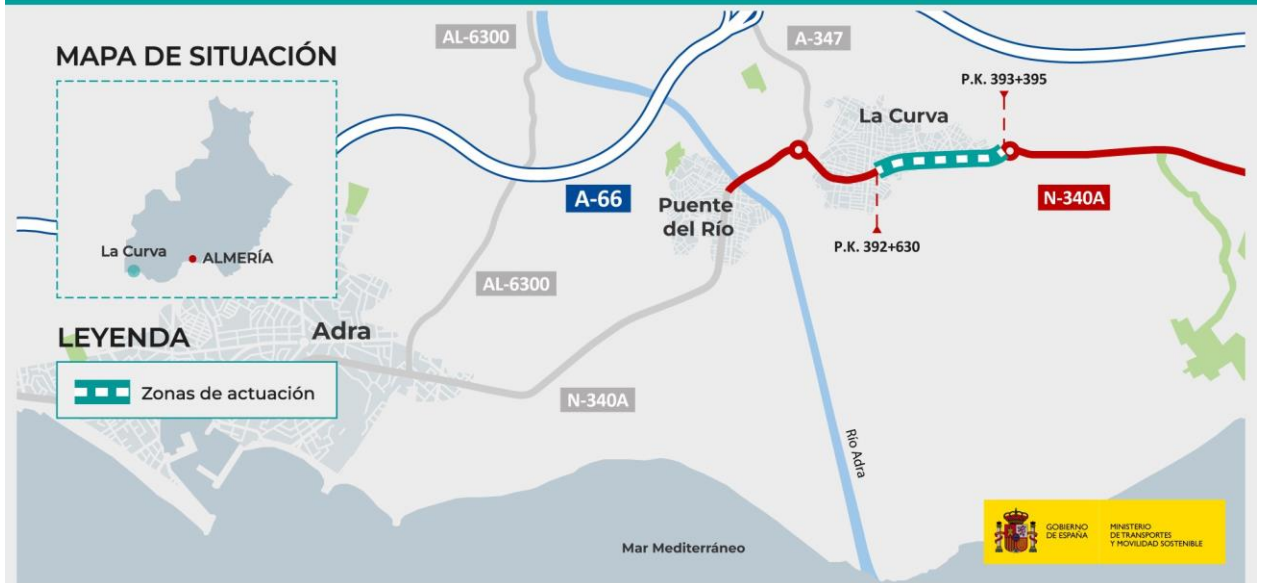 MAPA DE SITUACIÓN
La Curva
ALMERÍA
LEYENDA
Zonas de actuación
AL-6300
A-347
P.K. 393+395
La Curva
A-66
Puente
del Río
N-340A
P.K. 392+630
AL-6300
Adra
N-340A
Río Adra
Mar Mediterráneo
GOBIERNO
DE ESPAÑA
MINISTERIO
DE TRANSPORTES
Y MOVILIDAD SOSTENIBLE